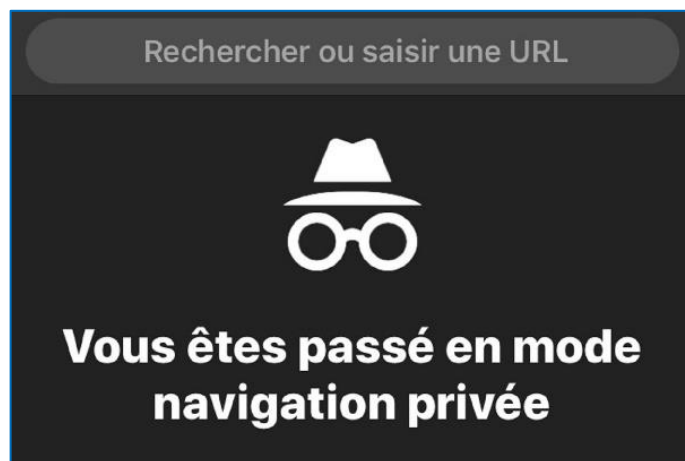 Rechercher ou saisir une URL
Vous êtes passé en mode
navigation privée